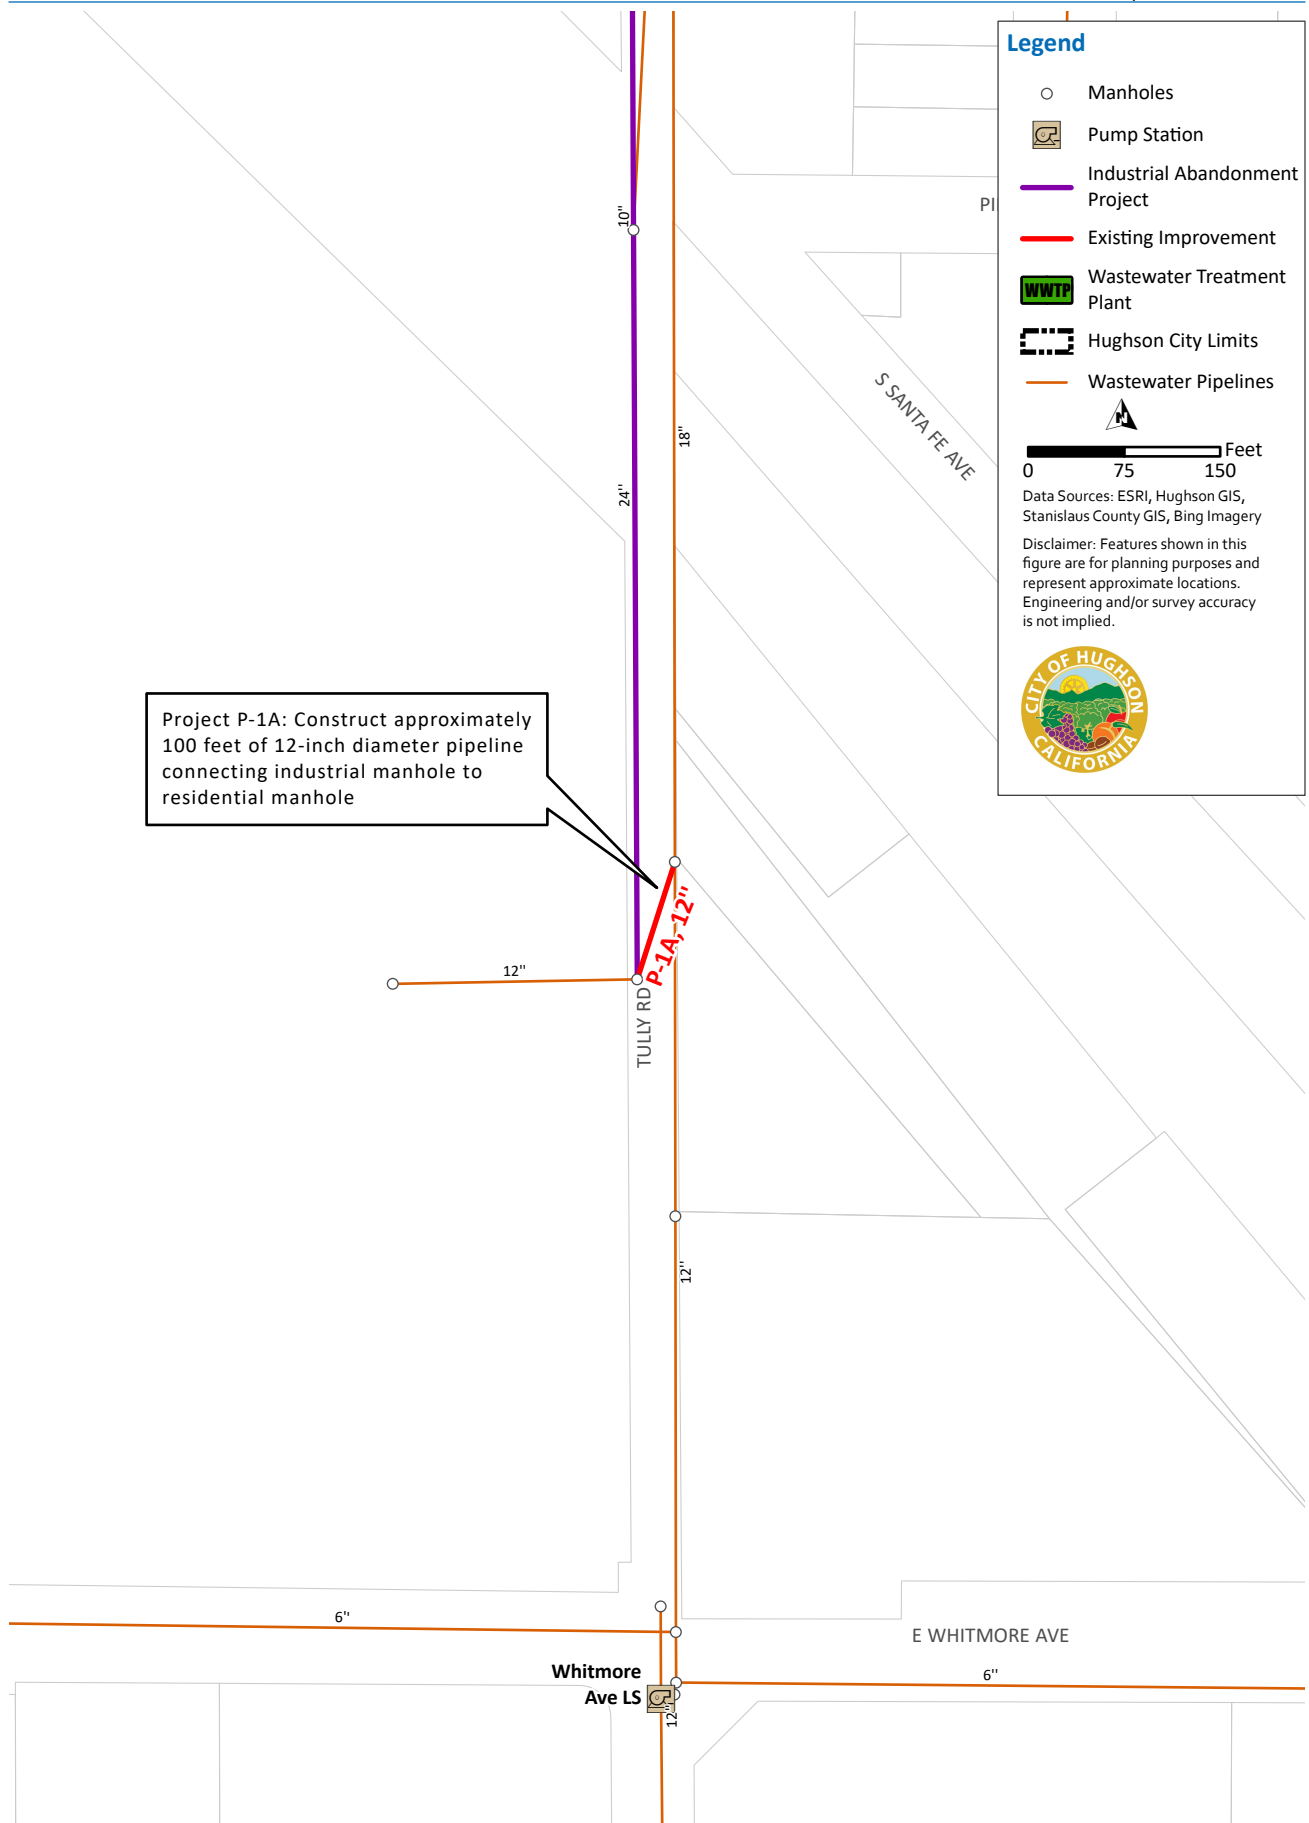 Legend
Manholes
Pump Station
Industrial Abandonment
Project
Existing Improvement
WWTP
Wastewater Treatment
Plant
Hughson City Limits
Wastewater Pipelines
N
Feet
0 75 150
Data Sources: ESRI, Hughson GIS,
Stanislaus County GIS, Bing Imagery
Disclaimer: Features shown in this
figure are for planning purposes and
represent approximate locations.
Engineering and/or survey accuracy
is not implied.
CITY OF HUGHSON
CALIFORNIA
10"
PI
S SANTA FE AVE
18"
24"
Project P-1A: Construct approximately
100 feet of 12-inch diameter pipeline
connecting industrial manhole to
residential manhole
P-1A, 12"
12"
TULLY RD
12"
6"
E WHITMORE AVE
Whitmore
Ave LS
6"
12"